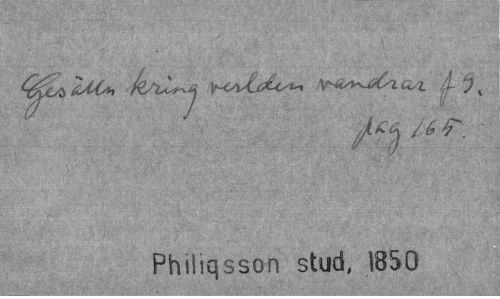 Gesälln kring verlden vandrar f 9.
pag 165.
Philiqsson stud, 1850